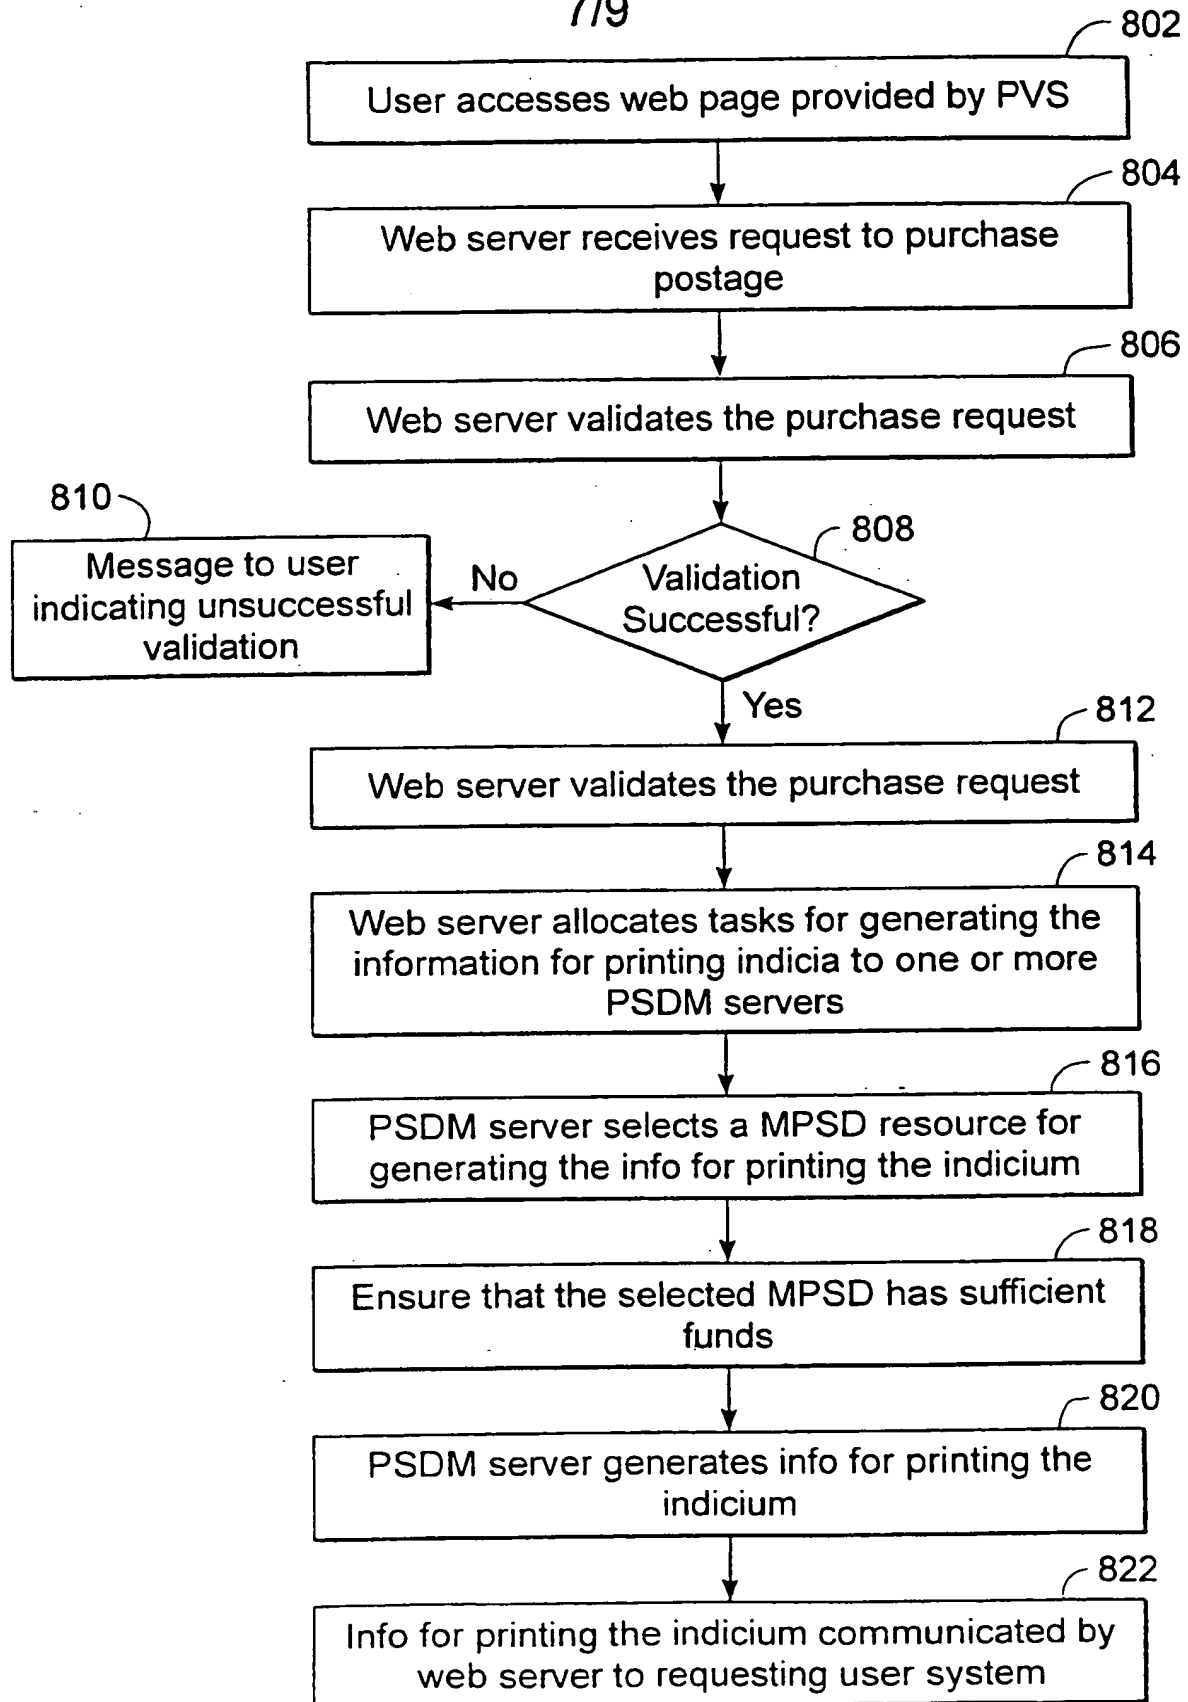 7/9
802
User accesses web page provided by PVS
804
Web server receives request to purchase
postage
806
Web server validates the purchase request
810
808
Message to user
indicating unsuccessful
validation
No
Validation
Successful?
Yes
812
Web server validates the purchase request
814
Web server allocates tasks for generating the
information for printing indicia to one or more
PSDM servers
816
PSDM server selects a MPSD resource for
generating the info for printing the indicium
818
Ensure that the selected MPSD has sufficient
funds
820
PSDM server generates info for printing the
indicium
822
Info for printing the indicium communicated by
web server to requesting user system